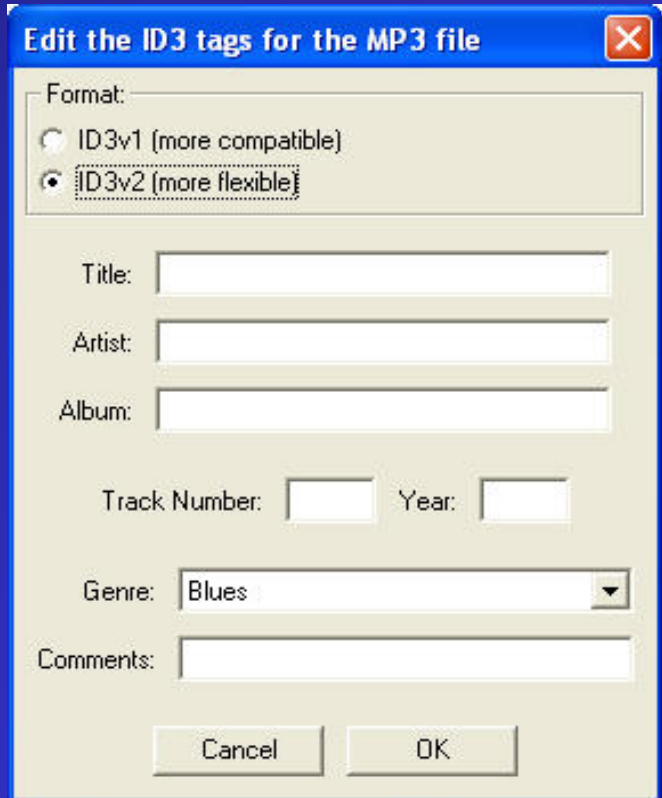 Edit the ID3 tags for the MP3 file
Format:
ID3v1 (more compatible)
ID3v2 (more flexible)
Title:
Artist:
Album:
Track Number: Year:
Genre: Blues
Comments:
Cancel OK